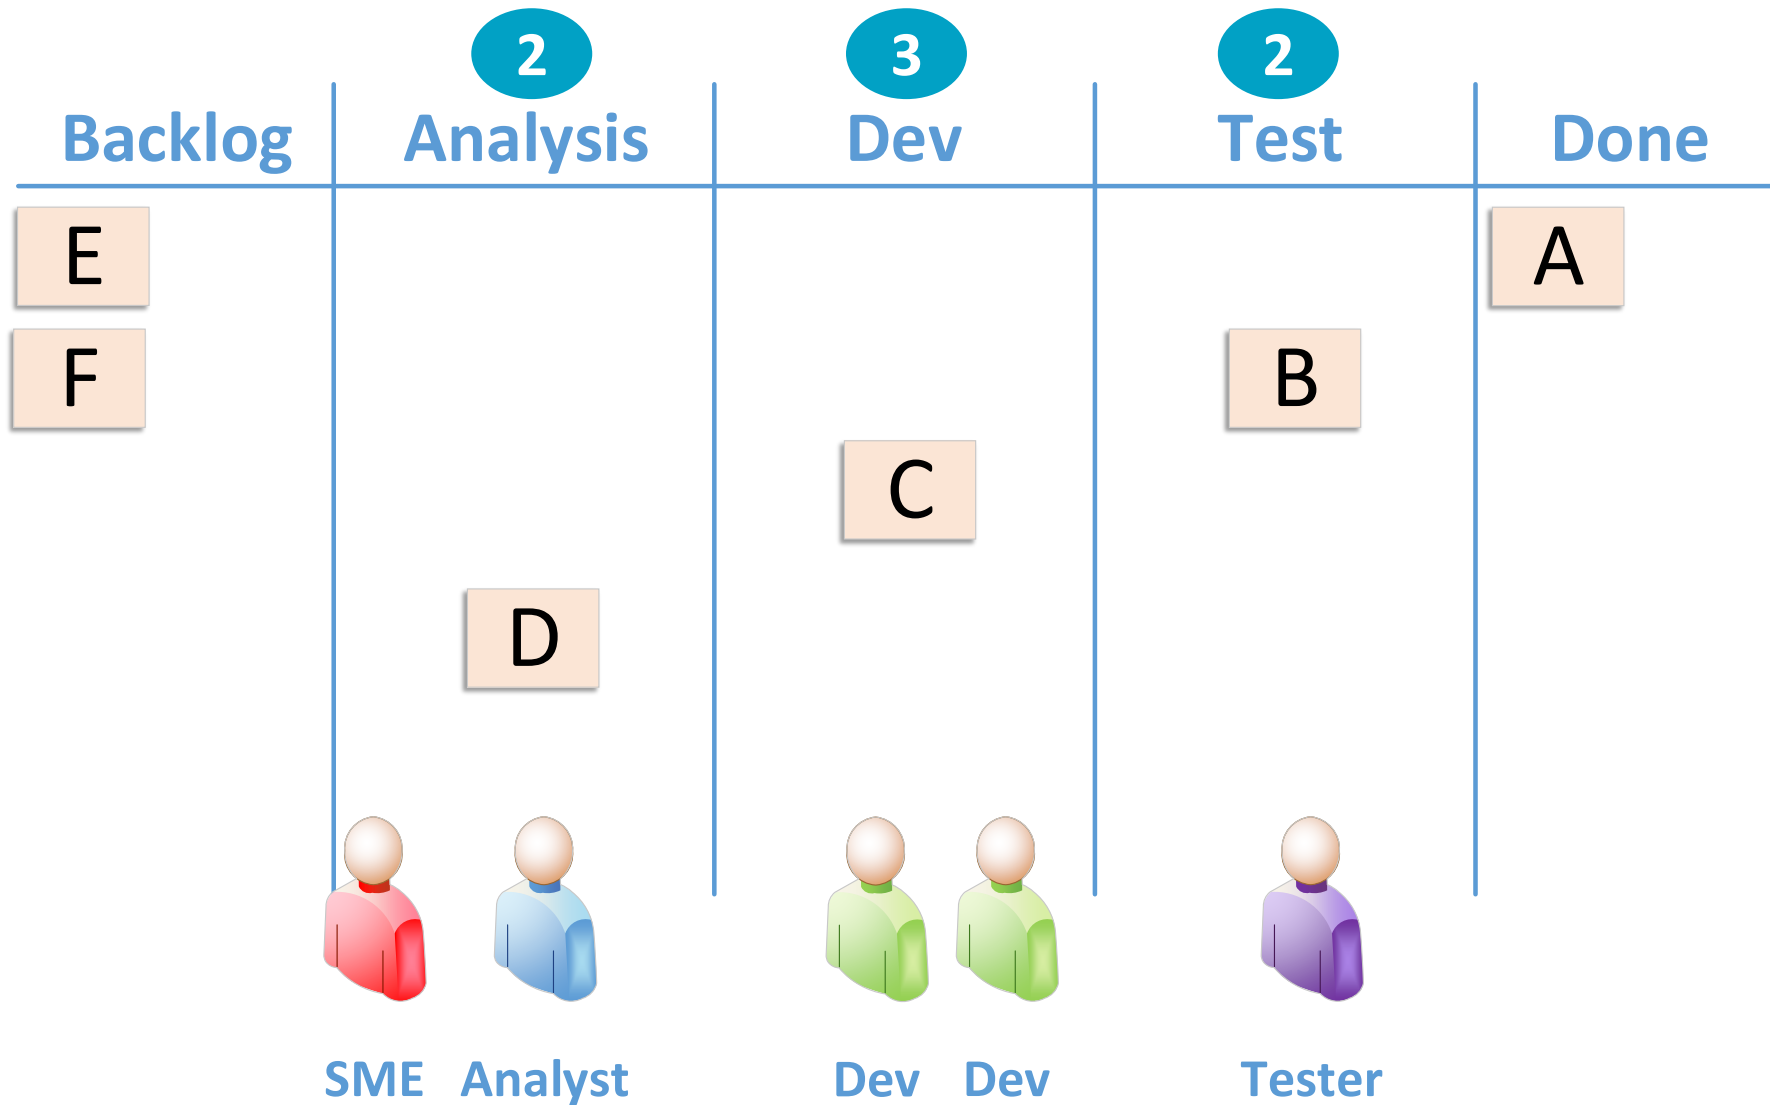 2 3 2
Backlog Analysis Dev Test Done
E A
F B
C
D
SME Analyst Dev Dev Tester